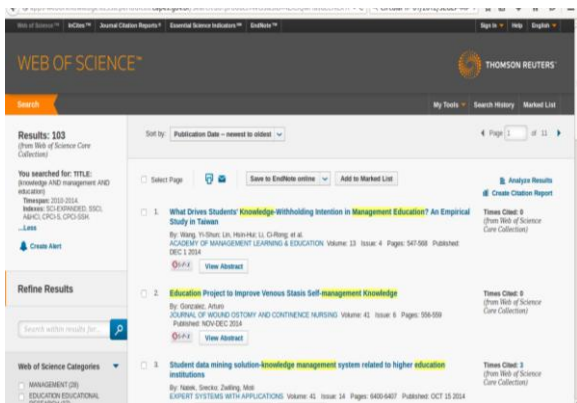 Web of Science™ InCites™ Journal Citation Reports® Essential Science Indicators℠ EndNote™ Sign In Help English
WEB OF SCIENCE™
THOMSON REUTERS™
Search My Tools Search History Marked List
Results: 103
(from Web of Science Core
Collection)
Sort by: Publication Date -- newest to oldest
Page 1 of 11
You searched for: TITLE:
(knowledge AND management AND
education)
Timespan: 2010-2014.
Indexes: SCI-EXPANDED, SSCI,
A&HCI, CPCI-S, CPCI-SSH.
...Less
Create Alert
Select Page Save to EndNote online Add to Marked List
Analyze Results
Create Citation Report
1. What Drives Students' Knowledge-Withholding Intention in Management Education? An Empirical
Study in Taiwan
By: Wang, Yi-Shun; Lin, Hsin-Hui; Li, Ci-Rong; et al.
ACADEMY OF MANAGEMENT LEARNING & EDUCATION Volume: 13 Issue: 4 Pages: 547-568 Published:
DEC 1 2014
View Abstract
Times Cited: 0
(from Web of Science
Core Collection)
Refine Results
Search within results for...
2. Education Project to Improve Venous Stasis Self-management Knowledge
By: Gonzalez, Arturo
JOURNAL OF WOUND OSTOMY AND CONTINENCE NURSING Volume: 41 Issue: 6 Pages: 556-559
Published: NOV-DEC 2014
View Abstract
Times Cited: 0
(from Web of Science
Core Collection)
Web of Science Categories
MANAGEMENT (28)
EDUCATION EDUCATIONAL
3. Student data mining solution-knowledge management system related to higher education
institutions
By: Natek, Srecko; Zwilling, Moti
EXPERT SYSTEMS WITH APPLICATIONS Volume: 41 Issue: 14 Pages: 6400-6407 Published: OCT 15 2014
Times Cited: 3
(from Web of Science
Core Collection)